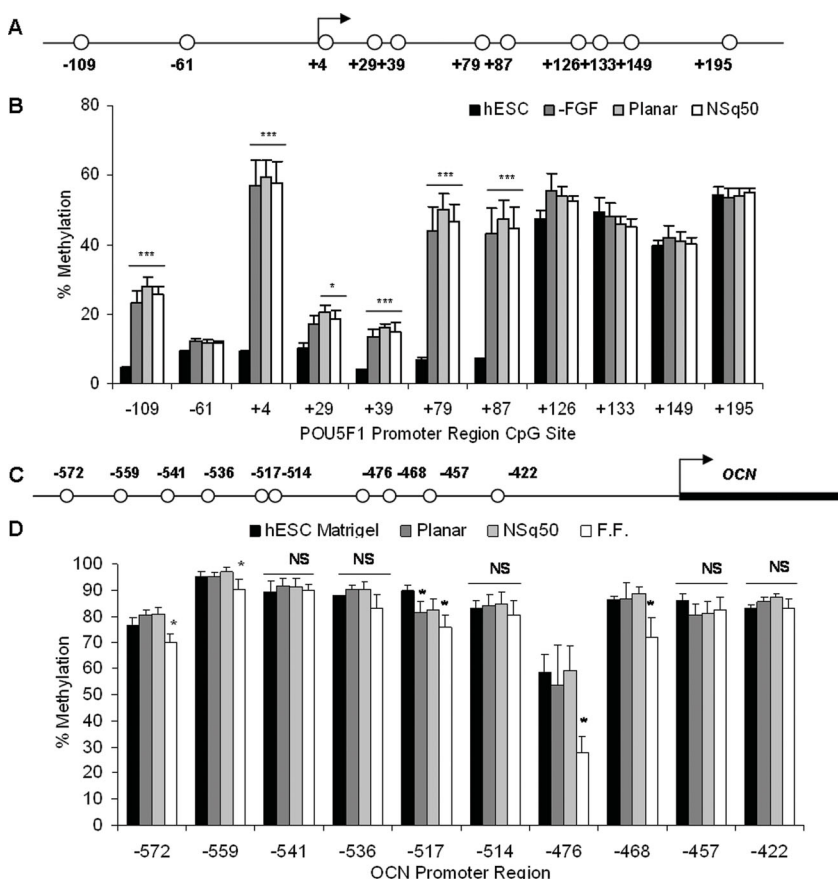 A
-109 -61 +4 +29 +39 +79 +87 +126 +133 +149 +195
B
hESC -FGF Planar NSq50
80
60
40
20
0
% Methylation
***
***
*
***
***
***
-109 -61 +4 +29 +39 +79 +87 +126 +133 +149 +195
POU5F1 Promoter Region CpG Site
C
-572 -559 -541 -536 -517 -514 -476 -468 -457 -422
OCN
D
hESC Matrigel Planar NSq50 F.F.
100
90
80
70
60
50
40
30
20
10
0
% Methylation
*
*
NS
NS
*
*
NS
*
*
NS
NS
-572 -559 -541 -536 -517 -514 -476 -468 -457 -422
OCN Promoter Region